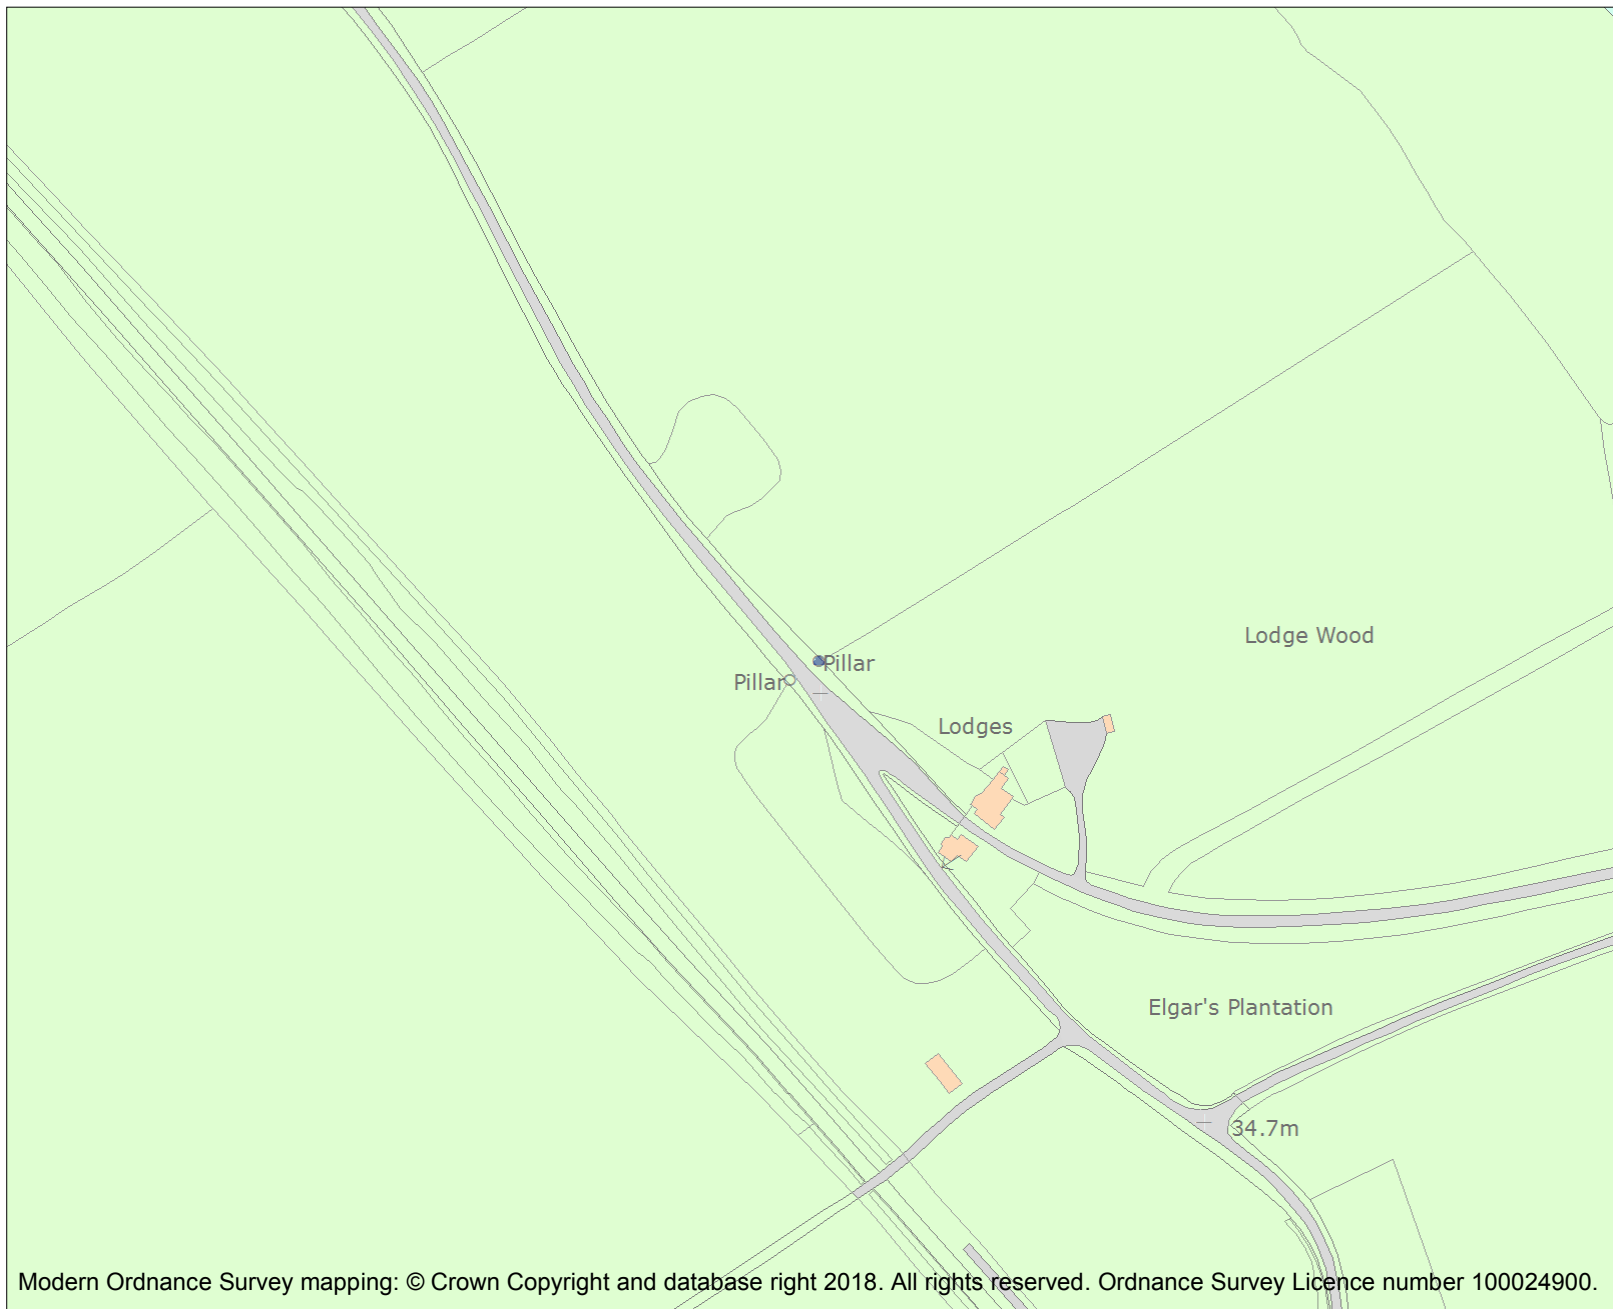 Lodge Wood
Pillar
Pillar
Lodges
Elgar's Plantation
34.7m
Modern Ordnance Survey mapping: © Crown Copyright and database right 2018. All rights reserved. Ordnance Survey Licence number 100024900.